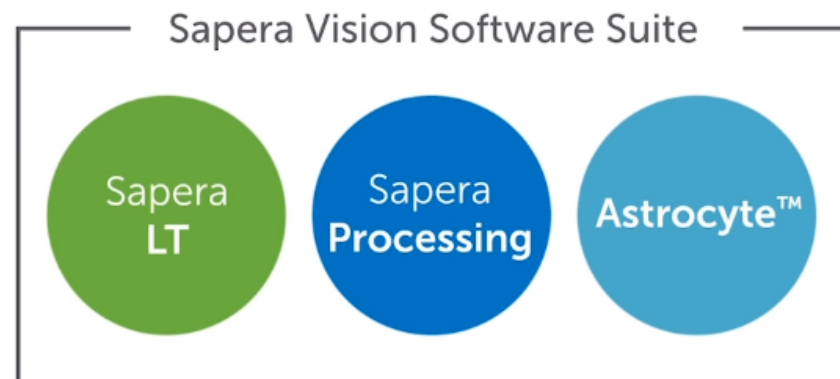 Sapera Vision Software Suite
Sapera
LT
Sapera
Processing
Astrocyte™